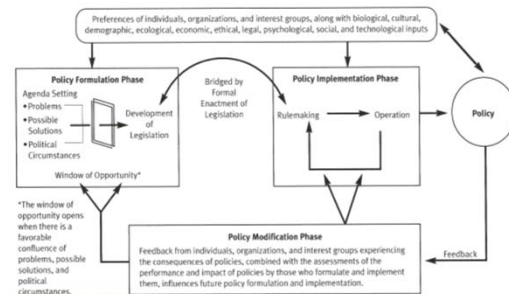 Preferences of individuals, organizations, and interest groups, along with biological, cultural,
demographic, ecological, economic, ethical, legal, psychological, social, and technological inputs
Policy Formulation Phase
Agenda Setting
•Problems
•Possible
Solutions
•Political
Circumstances
Development
of
Legislation
Window of Opportunity*
Bridged by
Formal
Enactment of
Legislation
Policy Implementation Phase
Rulemaking
Operation
Policy
*The window of
opportunity opens
when there is a
favorable
confluence of
problems, possible
solutions, and
political
circumstances.
Policy Modification Phase
Feedback from individuals, organizations, and interest groups experiencing
the consequences of policies, combined with the assessments of the
performance and impact of policies by those who formulate and implement
them, influences future policy formulation and implementation.
Feedback